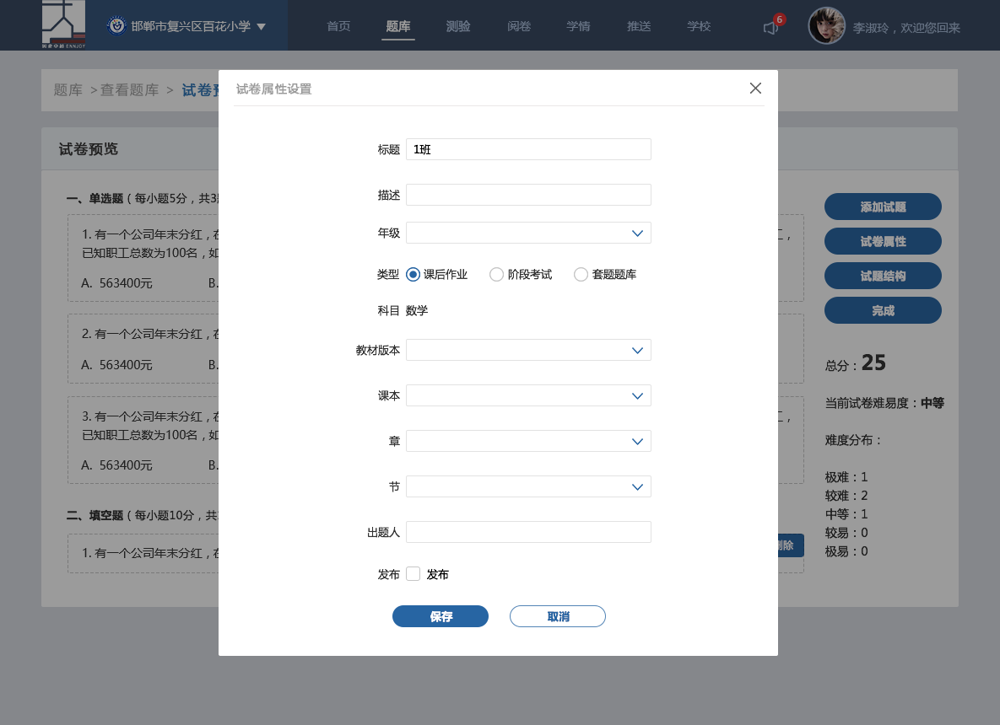 邯郸市复兴区百花小学 首页 题库 测验 阅卷 学情 推送 学校 6 李淑玲，欢迎您回来
题库 >查看题库 > 试卷预
试卷属性设置
试卷预览
标题 1班
描述
年级
类型 课后作业 阶段考试 套题题库
科目 数学
教材版本
课本
章
节
出题人
发布 发布
保存 取消
一、单选题（每小题5分，共3
1. 有一个公司年末分红，在
已知职工总数为100名，如
A. 563400元 B.
2. 有一个公司年末分红，在
A. 563400元 B.
3. 有一个公司年末分红，在
已知职工总数为100名，如
A. 563400元 B.
二、填空题（每小题10分，共
1. 有一个公司年末分红，在
删除
添加试题
试卷属性
试题结构
完成
总分：25
当前试卷难易度：中等
难度分布：
极难：1
较难：2
中等：1
较易：0
极易：0